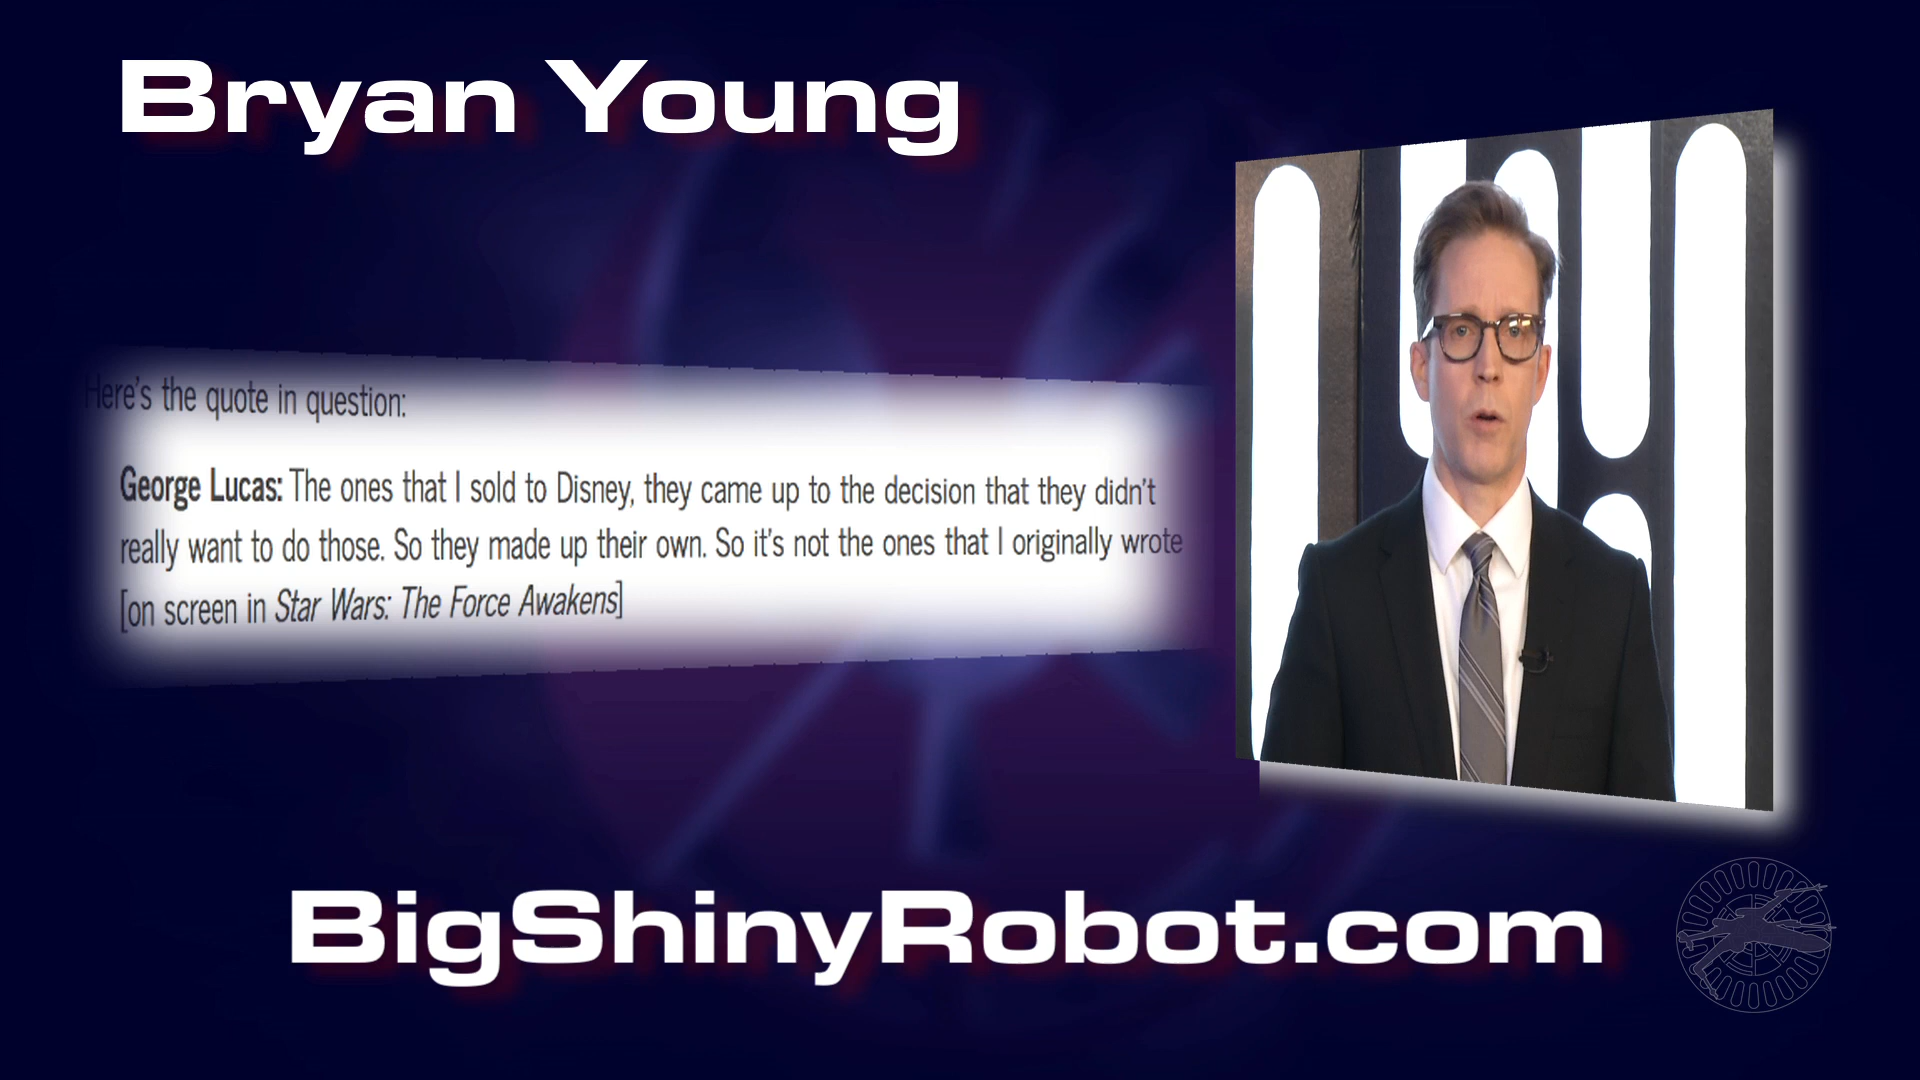 Bryan Young
Here's the quote in question:
George Lucas: The ones that I sold to Disney, they came up to the decision that they didn't
really want to do those. So they made up their own. So it's not the ones that I originally wrote
[on screen in Star Wars: The Force Awakens]
BigShinyRobot.com